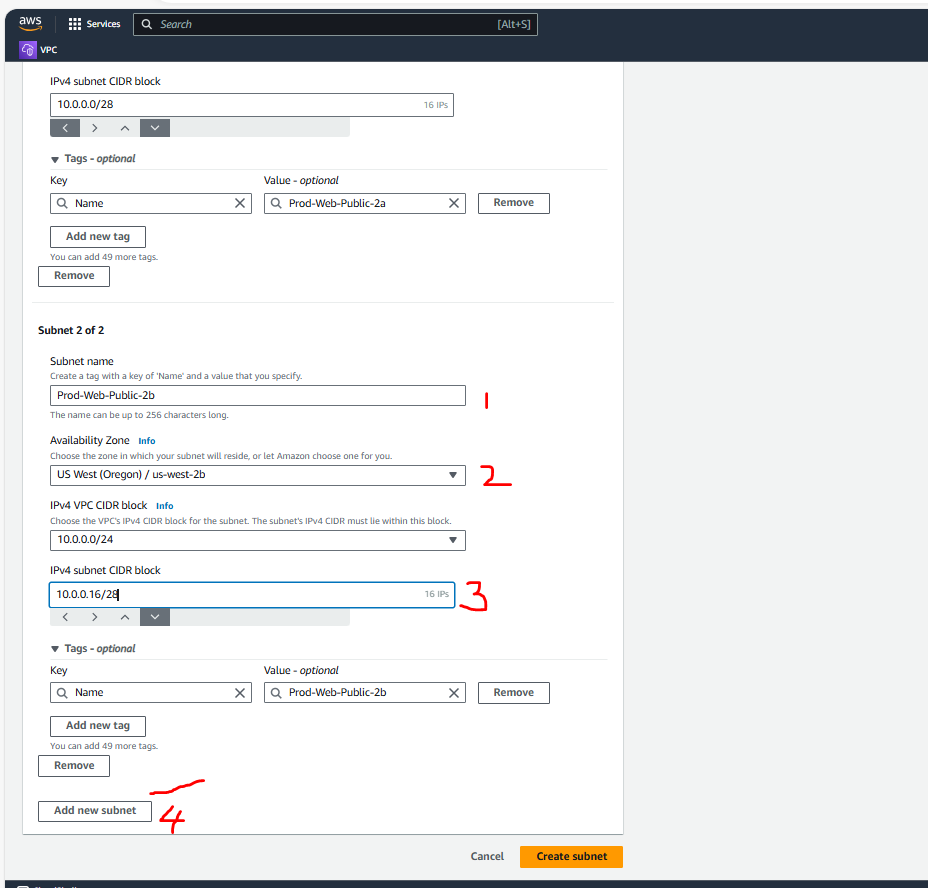 aws Services Search [Alt+S]
VPC
IPv4 subnet CIDR block
10.0.0.0/28 16 IPs
Tags - optional
Key Value - optional
Name Prod-Web-Public-2a Remove
Add new tag
You can add 49 more tags.
Remove
Subnet 2 of 2
Subnet name
Create a tag with a key of 'Name' and a value that you specify.
Prod-Web-Public-2b 1
The name can be up to 256 characters long.
Availability Zone Info
Choose the zone in which your subnet will reside, or let Amazon choose one for you.
US West (Oregon) / us-west-2b 2
IPv4 VPC CIDR block Info
Choose the VPC's IPv4 CIDR block for the subnet. The subnet's IPv4 CIDR must lie within this block.
10.0.0.0/24
IPv4 subnet CIDR block
10.0.0.16/28 16 IPs 3
Tags - optional
Key Value - optional
Name Prod-Web-Public-2b Remove
Add new tag
You can add 49 more tags.
Remove
Add new subnet 4
Cancel Create subnet